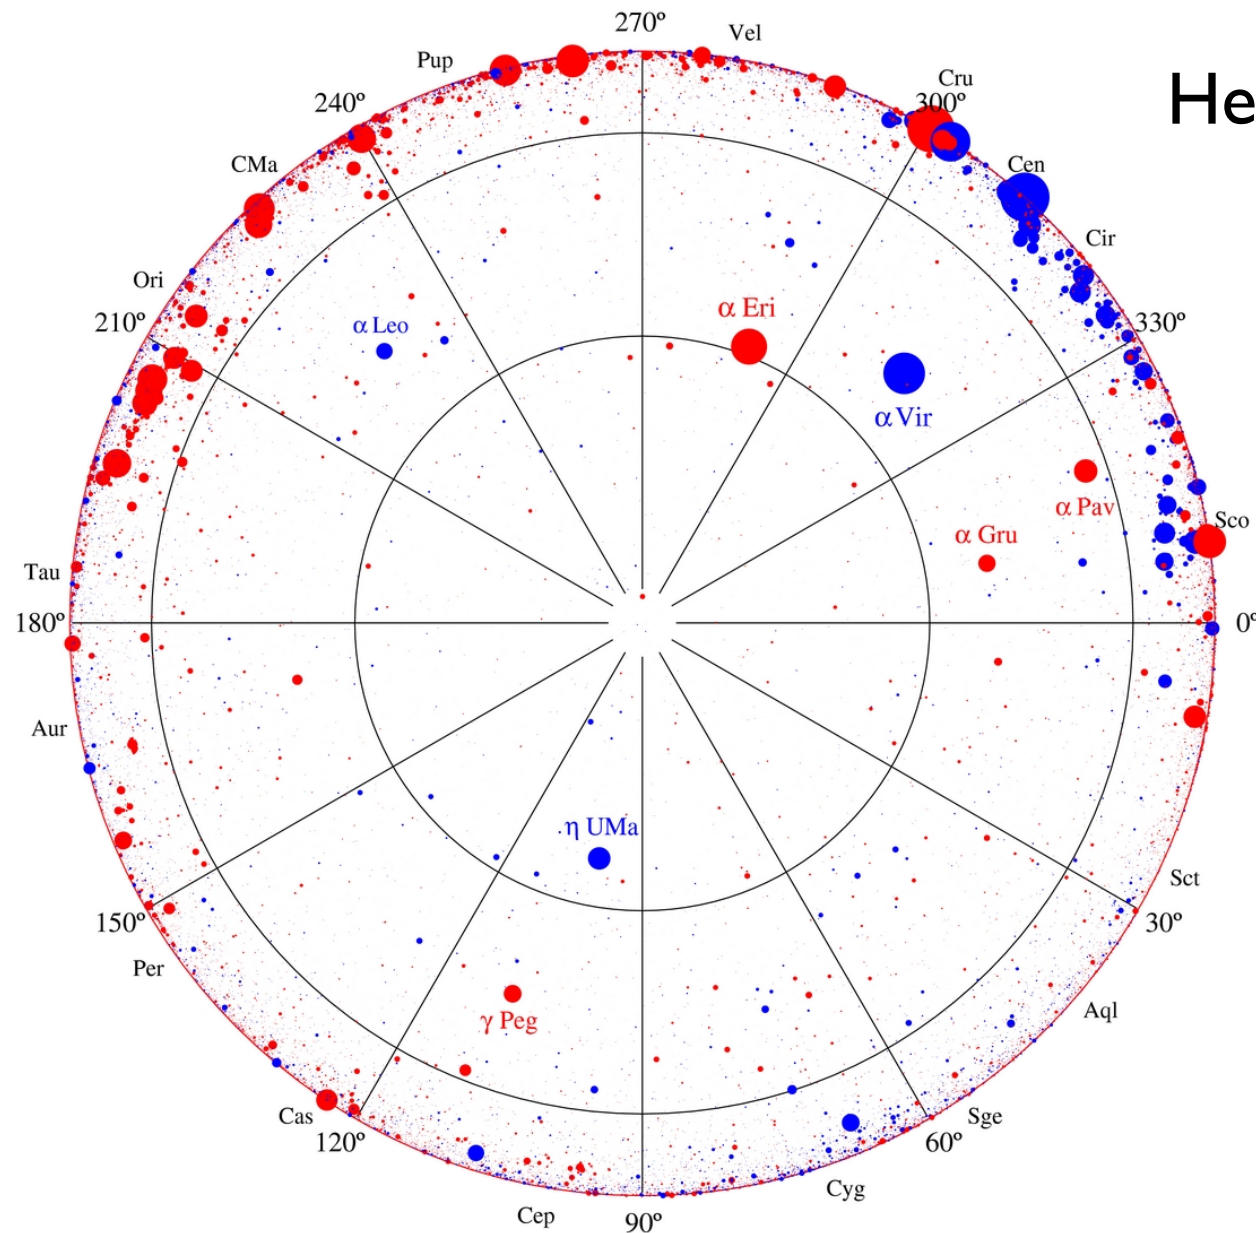 270º
Vel
Pup
Cru
300º
He
240º
CMa
Cen
Cir
Ori
210º
330º
α Eri
α Leo
α Vir
α Pav
α Gru
Sco
Tau
180º
0º
Aur
η UMa
Sct
150º
30º
Per
Aql
γ Peg
Cas
120º
Sge
60º
Cyg
Cep
90º